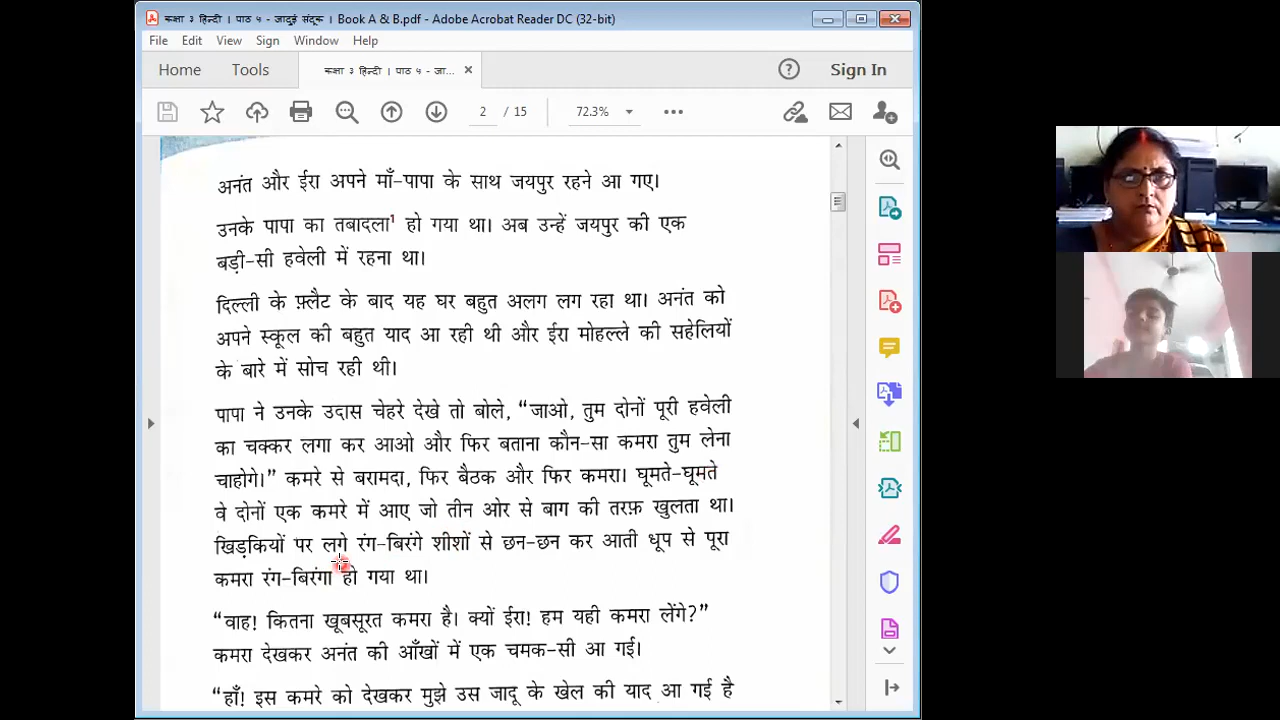 कक्षा ३ हिन्दी । पाठ ५ - जादुई संदूक । Book A & B.pdf - Adobe Acrobat Reader DC (32-bit)
File Edit View Sign Window Help
Home Tools कक्षा ३ हिन्दी । पाठ ५ - जा... × ? Sign In
2 / 15 72.3%
अनंत और ईरा अपने माँ-पापा के साथ जयपुर रहने आ गए।
उनके पापा का तबादला¹ हो गया था। अब उन्हें जयपुर की एक
बड़ी-सी हवेली में रहना था।
दिल्ली के फ़्लैट के बाद यह घर बहुत अलग लग रहा था। अनंत को
अपने स्कूल की बहुत याद आ रही थी और ईरा मोहल्ले की सहेलियों
के बारे में सोच रही थी।
पापा ने उनके उदास चेहरे देखे तो बोले, “जाओ, तुम दोनों पूरी हवेली
का चक्कर लगा कर आओ और फिर बताना कौन-सा कमरा तुम लेना
चाहोगे।” कमरे से बरामदा, फिर बैठक और फिर कमरा। घूमते-घूमते
वे दोनों एक कमरे में आए जो तीन ओर से बाग की तरफ़ खुलता था।
खिड़कियों पर लगे रंग-बिरंगे शीशों से छन-छन कर आती धूप से पूरा
कमरा रंग-बिरंगा हो गया था।
“वाह! कितना खूबसूरत कमरा है। क्यों ईरा! हम यही कमरा लेंगे?”
कमरा देखकर अनंत की आँखों में एक चमक-सी आ गई।
“हाँ! इस कमरे को देखकर मुझे उस जादू के खेल की याद आ गई है